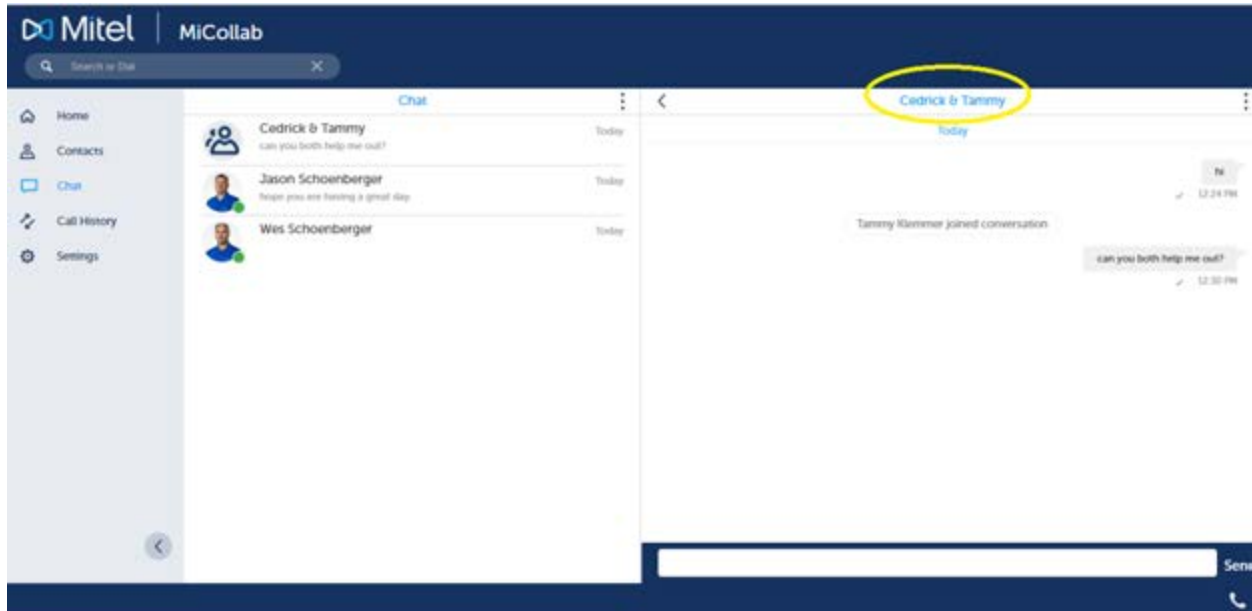 Mitel | MiCollab
Search or Dial
Home
Contacts
Chat
Call History
Settings
Chat
Cedrick & Tammy
Today
can you both help me out?
Jason Schoenberger
Today
hope you are having a great day
Wes Schoenberger
Today
Cedrick & Tammy
Today
hi
12:24 PM
Tammy Klemmer joined conversation
can you both help me out?
12:30 PM
Sen